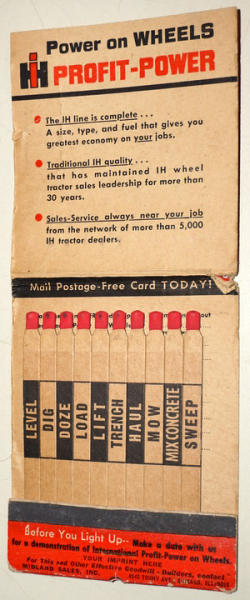 Power on WHEELS
IH PROFIT-POWER
The IH line is complete . . .
A size, type, and fuel that gives you
greatest economy on your jobs.
Traditional IH quality . . .
that has maintained IH wheel
tractor sales leadership for more than
30 years.
Sales-Service always near your job
from the network of more than 5,000
IH tractor dealers.
Mail Postage-Free Card TODAY!
LEVEL
DIG
DOZE
LOAD
LIFT
TRENCH
HAUL
MOW
MIX CONCRETE
SWEEP
Before You Light Up-- Make a date with us
for a demonstration of International Profit-Power on Wheels.
YOUR IMPRINT HERE
For This and Other Effective Goodwill - Builders, contact
MIDLAND SALES, INC.